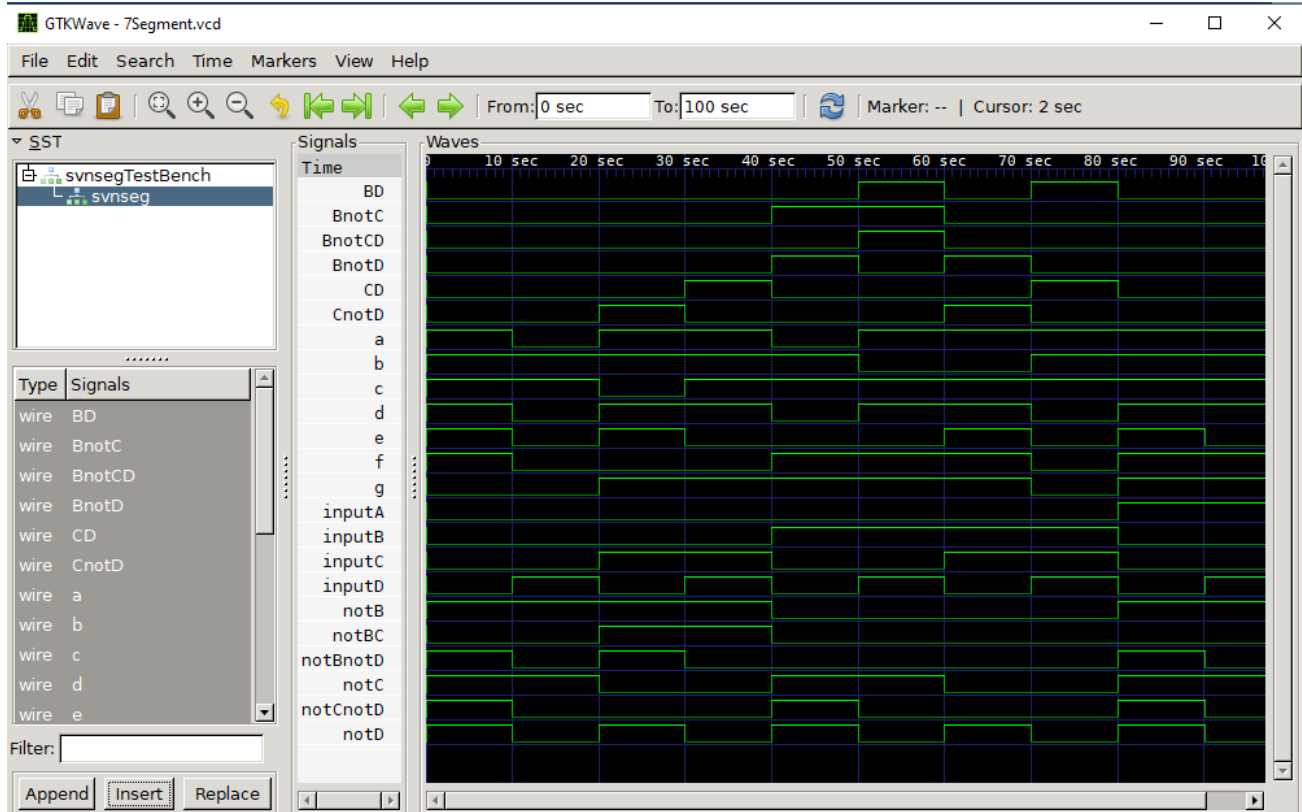 GTKWave - 7Segment.vcd
File Edit Search Time Markers View Help
From: 0 sec To: 100 sec Marker: -- | Cursor: 2 sec
SST
svnsegTestBench
svnseg
Type Signals
wire BD
wire BnotC
wire BnotCD
wire BnotD
wire CD
wire CnotD
wire a
wire b
wire c
wire d
wire e
Filter:
Append Insert Replace
Signals
Time
BD
BnotC
BnotCD
BnotD
CD
CnotD
a
b
c
d
e
f
g
inputA
inputB
inputC
inputD
notB
notBC
notBnotD
notC
notCnotD
notD
Waves
0 10 sec 20 sec 30 sec 40 sec 50 sec 60 sec 70 sec 80 sec 90 sec 10